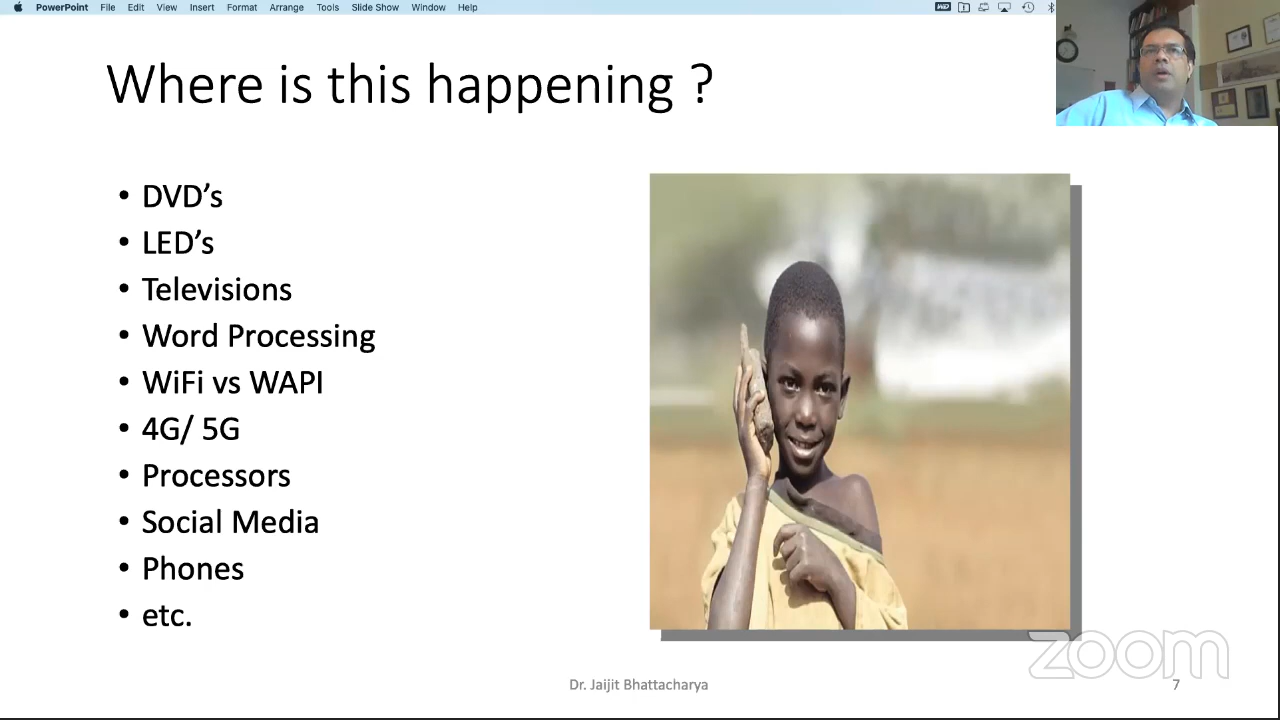 PowerPoint File Edit View Insert Format Arrange Tools Slide Show Window Help
Where is this happening ?
• DVD’s
• LED’s
• Televisions
• Word Processing
• WiFi vs WAPI
• 4G/ 5G
• Processors
• Social Media
• Phones
• etc.
zoom
Dr. Jaijit Bhattacharya
7